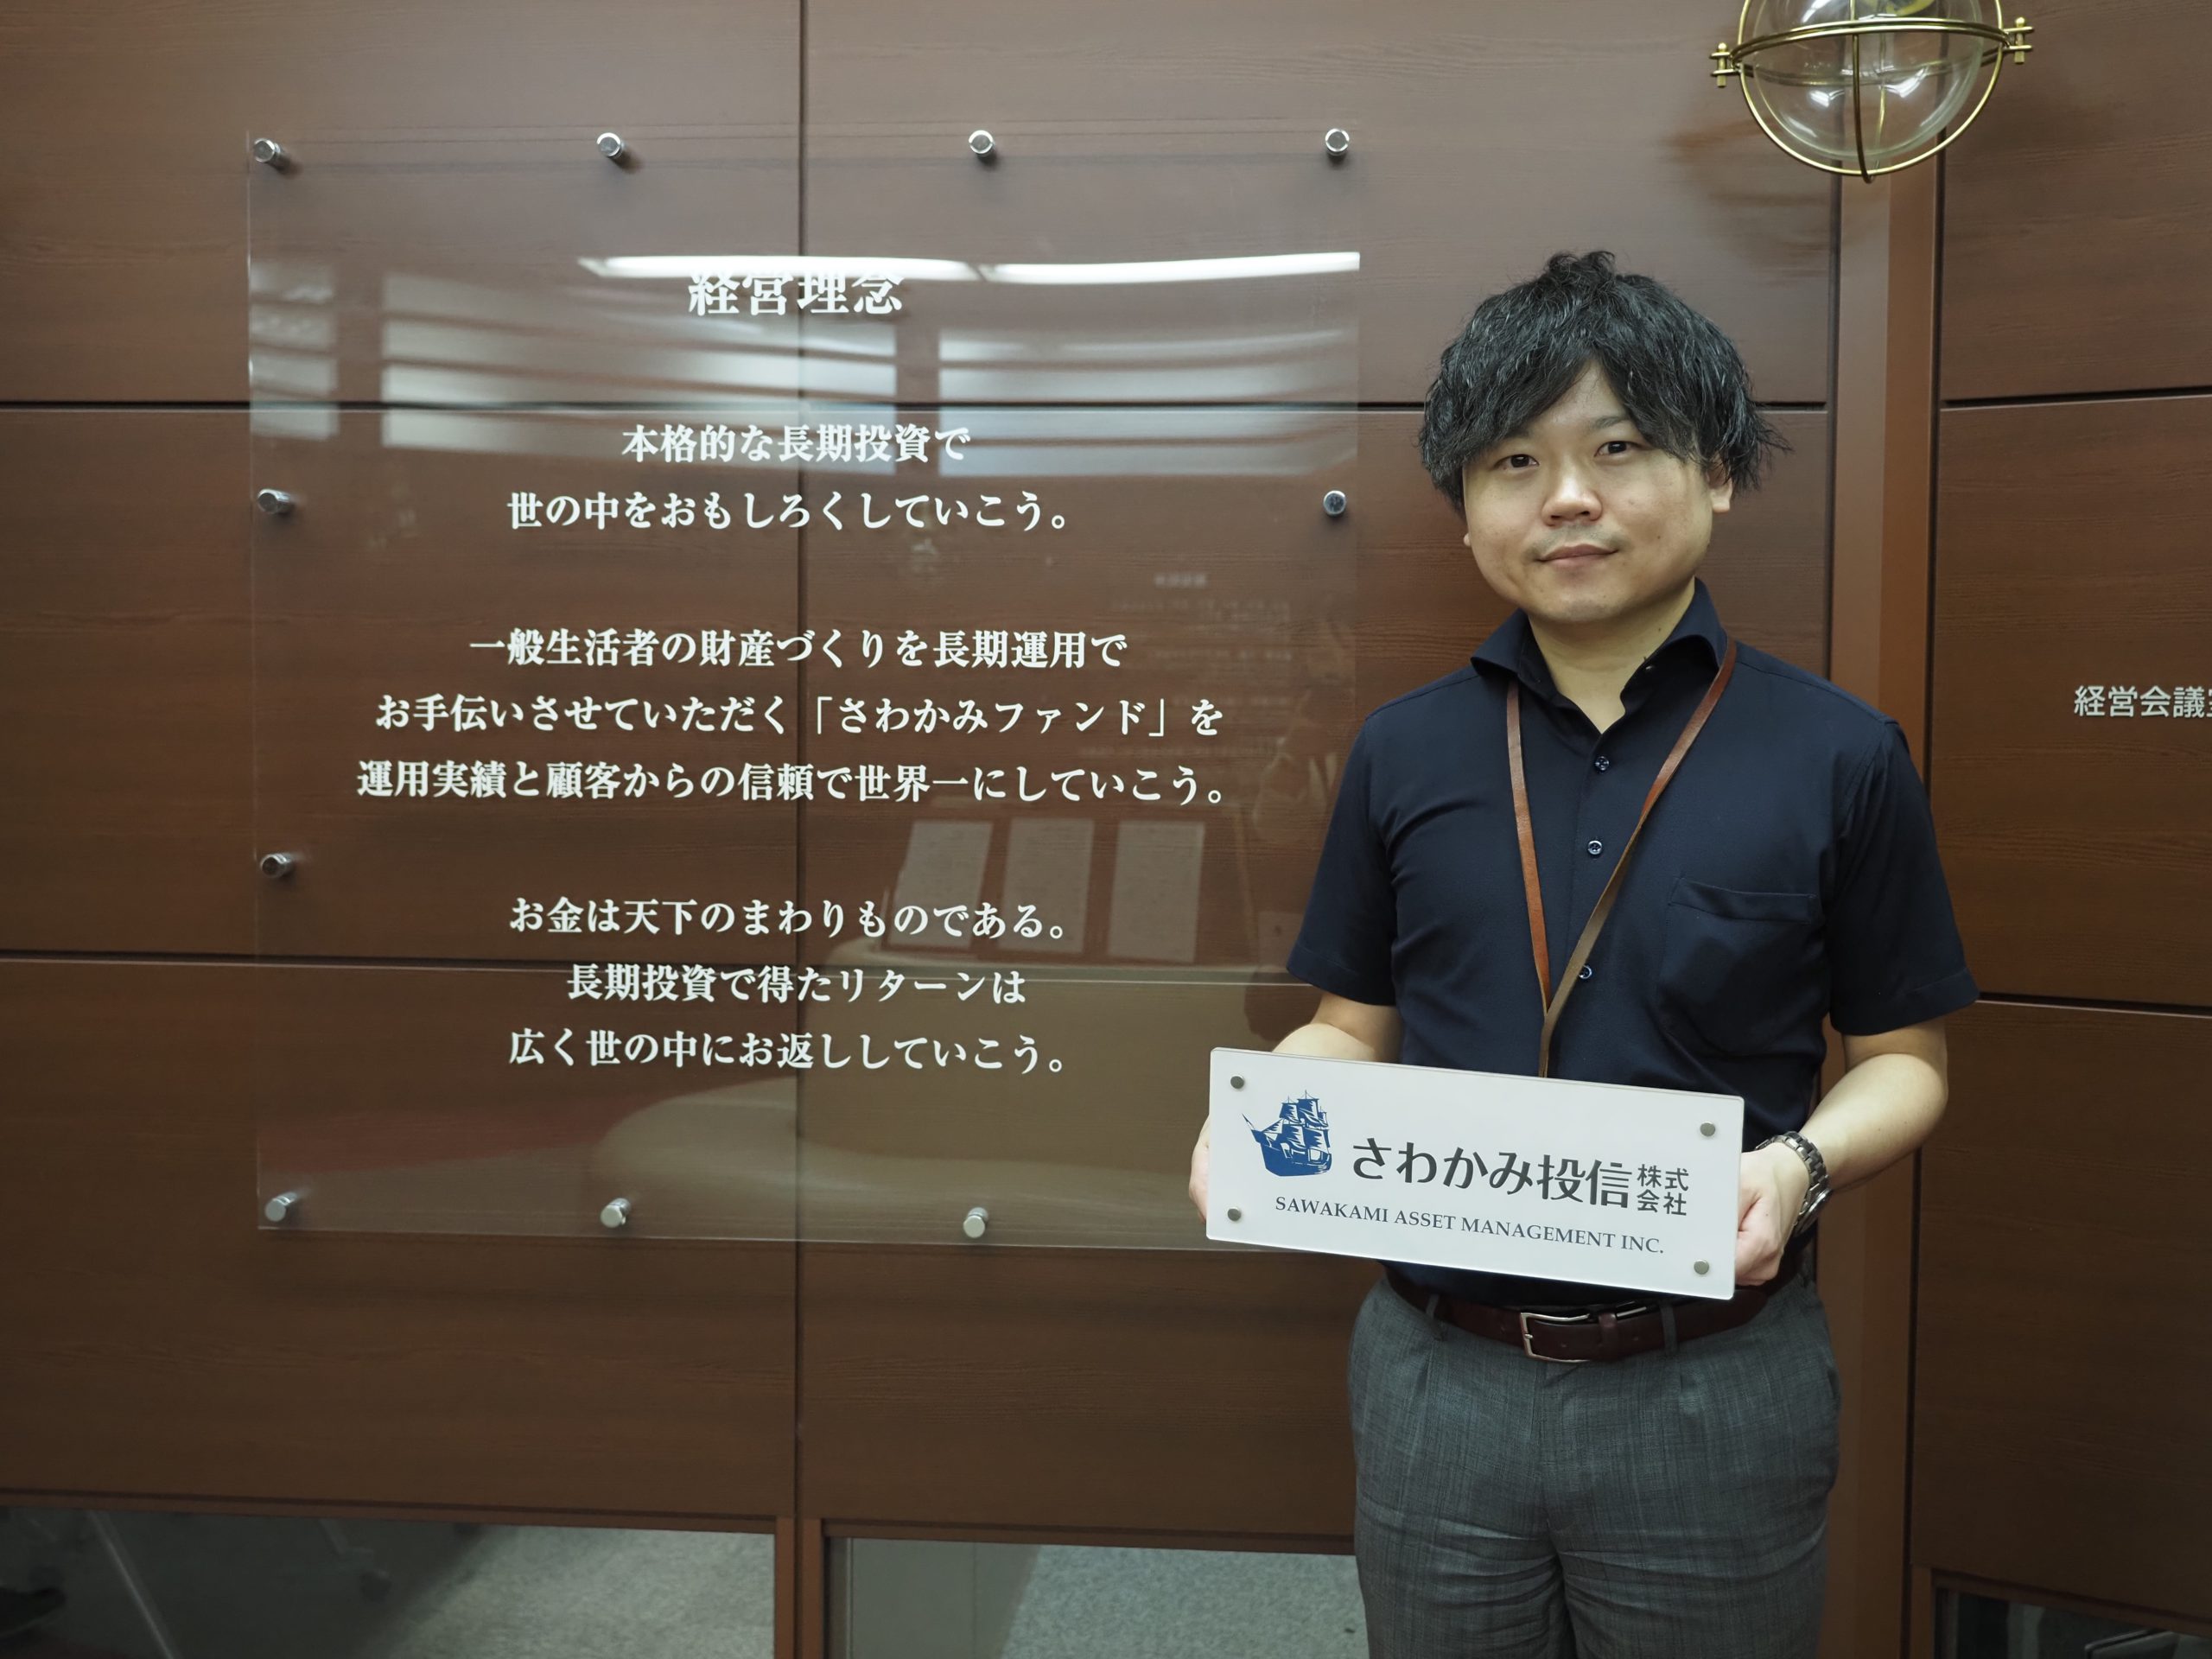 経営理念
本格的な長期投資で
世の中をおもしろくしていこう。
一般生活者の財産づくりを長期運用で
お手伝いさせていただく「さわかみファンド」を
運用実績と顧客からの信頼で世界一にしていこう。
お金は天下のまわりものである。
長期投資で得たリターンは
広く世の中にお返ししていこう。
経営会議
さわかみ投信株式会社
SAWAKAMI ASSET MANAGEMENT INC.